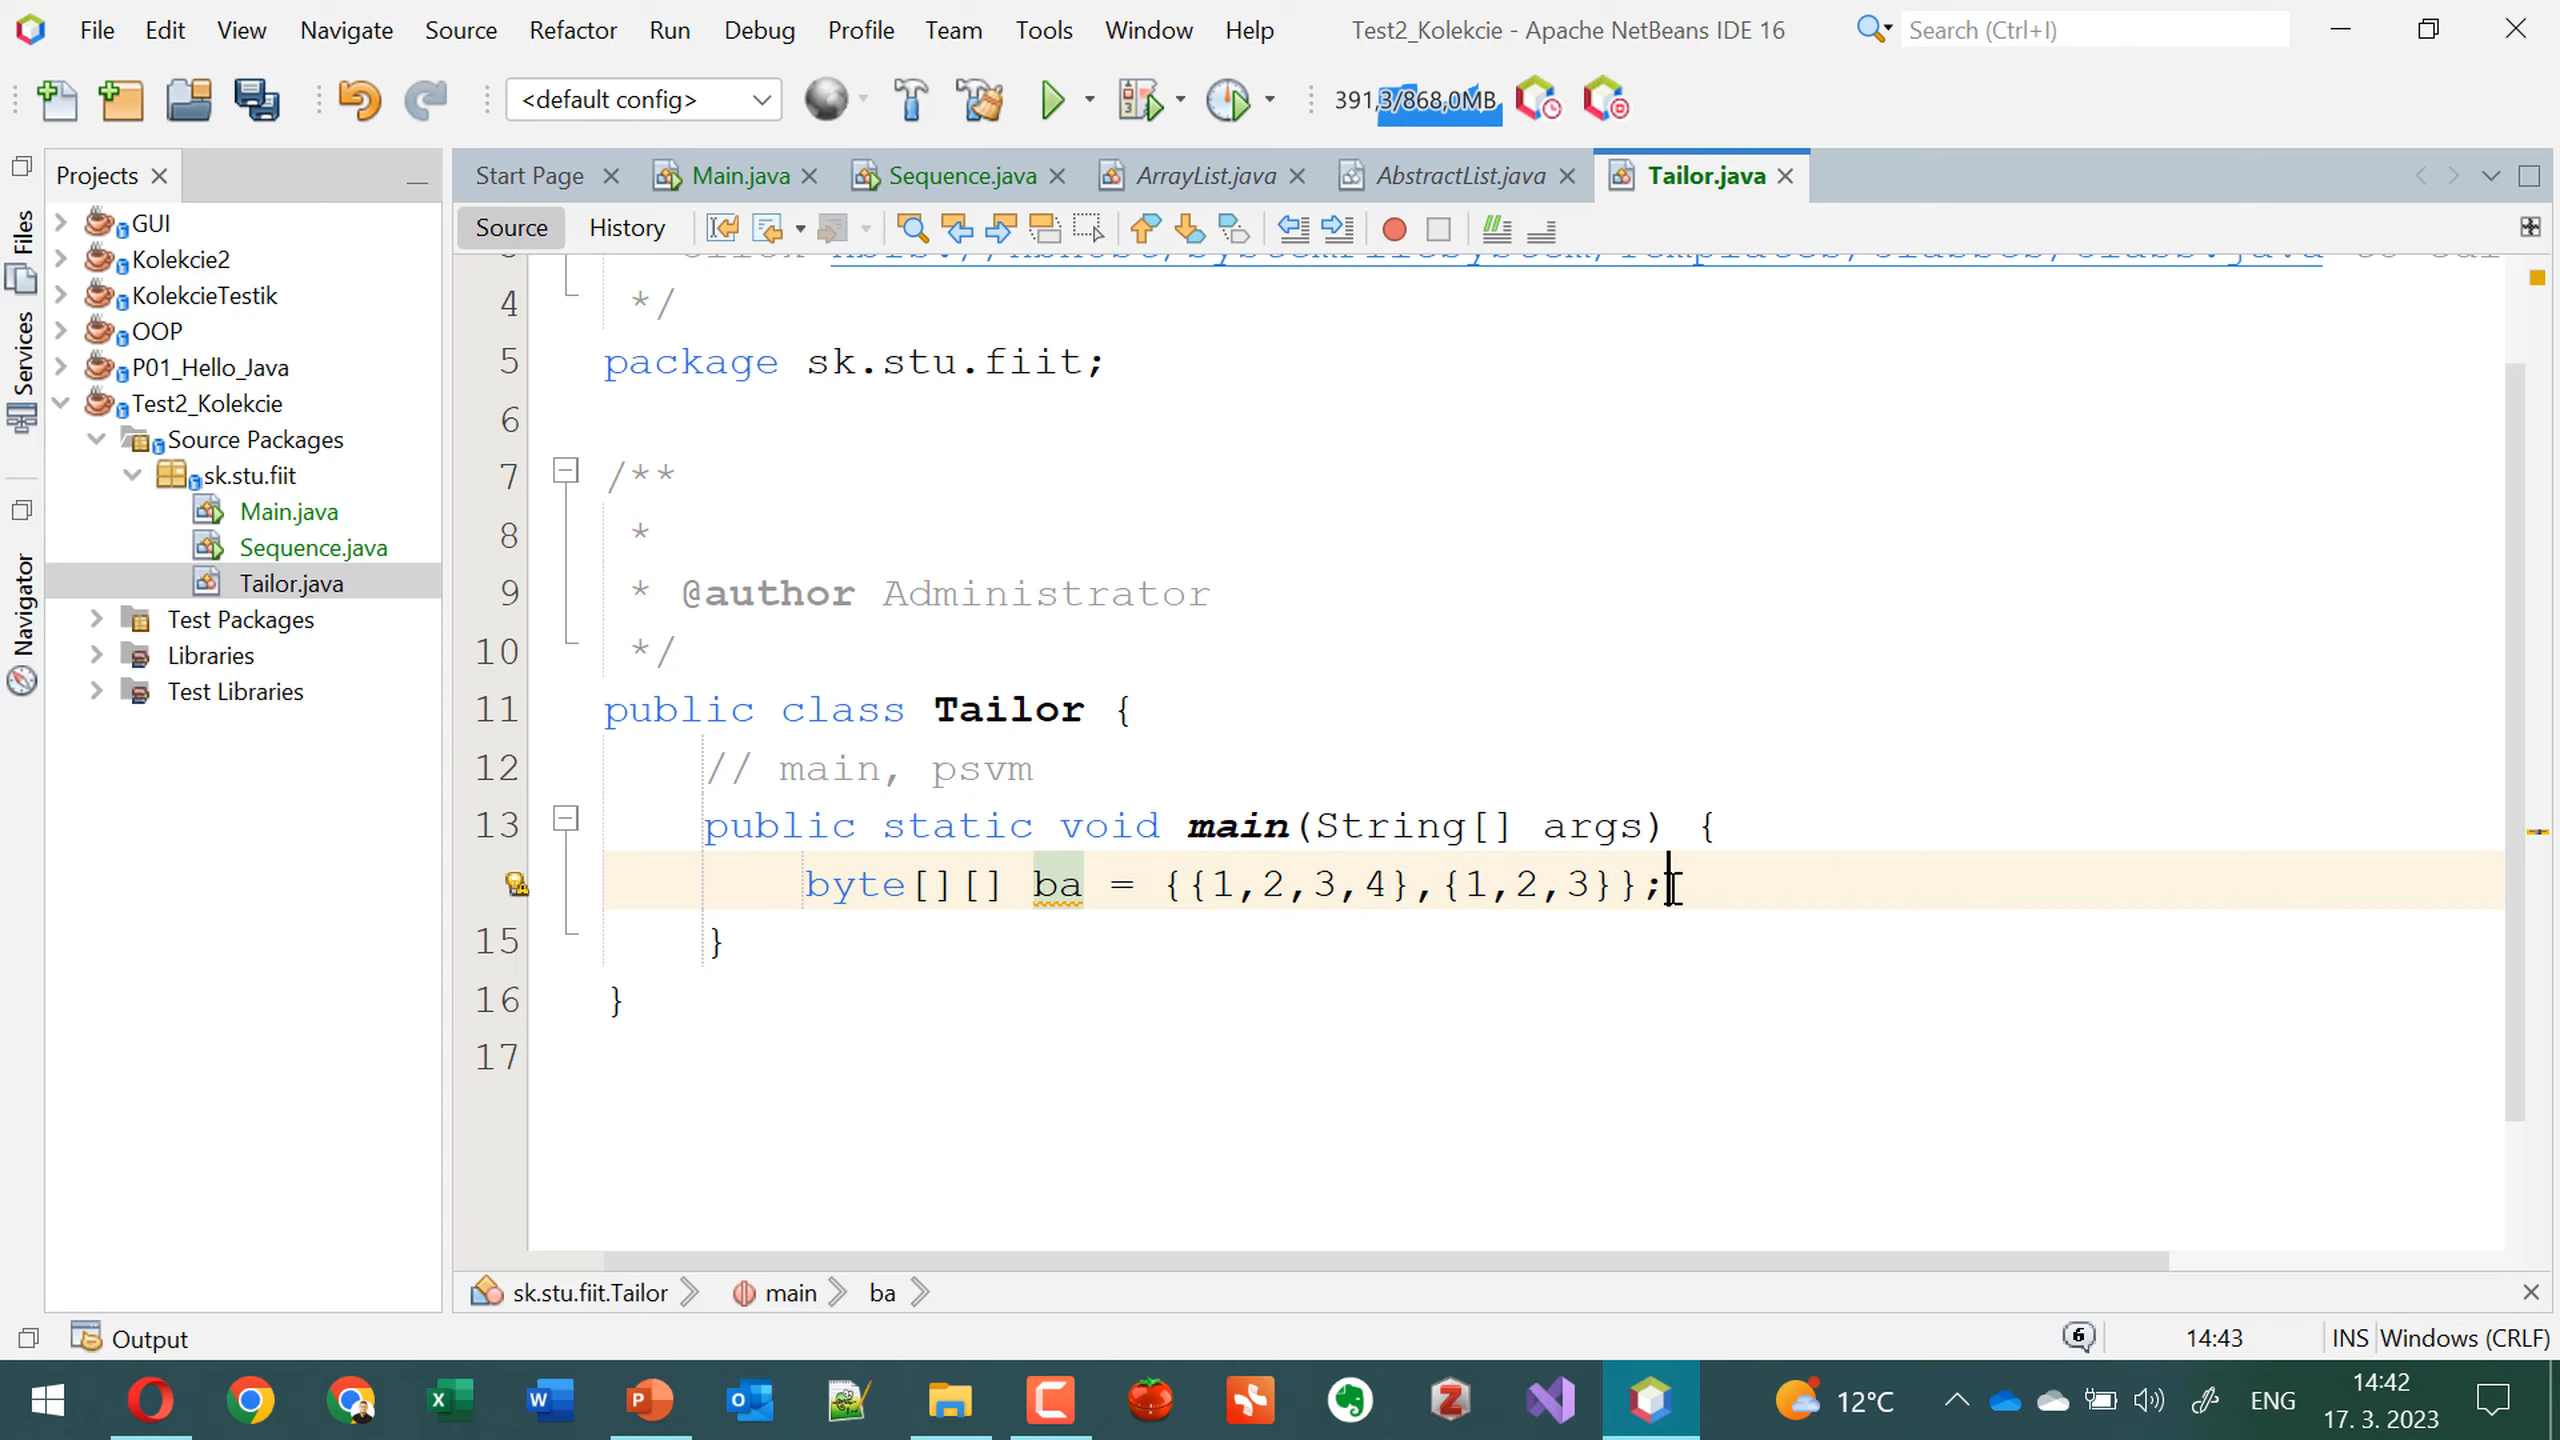 File Edit View Navigate Source Refactor Run Debug Profile Team Tools Window Help Test2_Kolekcie - Apache NetBeans IDE 16 Search (Ctrl+I)
<default config> 391,3/868,0MB
Projects
Start Page Main.java Sequence.java ArrayList.java AbstractList.java Tailor.java
Source History
Files
Services
Navigator
GUI
Kolekcie2
KolekcieTestik
OOP
P01_Hello_Java
Test2_Kolekcie
Source Packages
sk.stu.fiit
Main.java
Sequence.java
Tailor.java
Test Packages
Libraries
Test Libraries
4 */
5 package sk.stu.fiit;
6
7 /**
8 *
9 * @author Administrator
10 */
11 public class Tailor {
12 // main, psvm
13 public static void main(String[] args) {
byte[][] ba = {{1,2,3,4},{1,2,3}};
15 }
16 }
17
sk.stu.fiit.Tailor main ba
Output 6 14:43 INS Windows (CRLF)
12°C ENG 14:42
17. 3. 2023